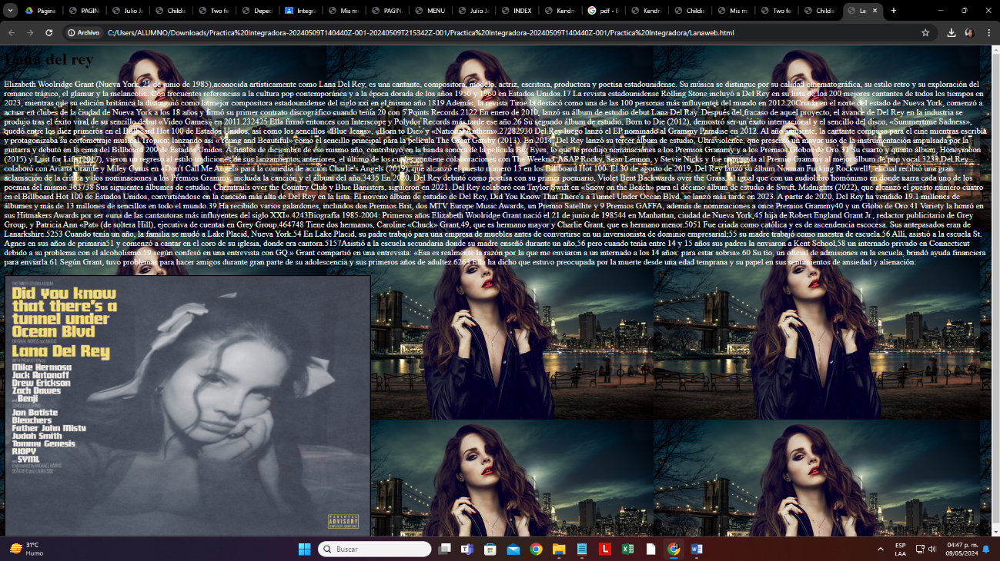 Página
PAGIN
Julio Ja
Childis
Two fe
Depec
Integra
Mis m
PAGIN
MENU
Julio Ja
INDEX
Kendri
pdf - B
Kendri
Childis
Mis mo
Two fe
Childis
La
Archivo
C:/Users/ALUMNO/Downloads/Practica%20Integradora-20240509T140440Z-001-20240509T215342Z-001/Practica%20Integradora-20240509T140440Z-001/Practica%20Integradora/Lanaweb.html
Lana del rey
Elizabeth Woolridge Grant (Nueva York, 21 de junio de 1985),aconocida artísticamente como Lana Del Rey, es una cantante, compositora, modelo, actriz, escritora, productora y poetisa estadounidense. Su música se distingue por su calidad cinematográfica, su estilo retro y su exploración del
romance trágico, el glamur y la melancolía. Con frecuentes referencias a la cultura pop contemporánea y a la época dorada de los años 1950 y 1960 en Estados Unidos.17 La revista estadounidense Rolling Stone incluyó a Del Rey en su lista de los 200 mejores cantantes de todos los tiempos en
2023, mientras que su edición británica la distinguió como la mejor compositora estadounidense del siglo xxi en el mismo año.1819 Además, la revista Time la destacó como una de las 100 personas más influyentes del mundo en 2012.20Criada en el norte del estado de Nueva York, comenzó a
actuar en clubes de la ciudad de Nueva York a los 18 años y firmó su primer contrato discográfico cuando tenía 20 con 5 Points Records.2122 En enero de 2010, lanzó su álbum de estudio debut Lana Del Ray. Después del fracaso de aquel proyecto, el avance de Del Rey en la industria se
produjo tras el éxito viral de su sencillo debut «Video Games» en 2011.232425 Ella firmó entonces con Interscope y Polydor Records más tarde ese año.26 Su segundo álbum de estudio, Born to Die (2012), demostró ser un éxito internacional y el sencillo del disco, «Summertime Sadness»,
quedó entre los diez primeros en el Billboard Hot 100 de Estados Unidos, así como los sencillos «Blue Jeans», «Born to Die» y «National Anthem».27282930 Del Rey luego lanzó el EP nominado al Grammy Paradise en 2012. Al año siguiente, la cantante compuso para el cine mientras escribía
y protagonizaba su cortometraje musical Tropico; lanzando así «Young and Beautiful» como el sencillo principal para la película The Great Gatsby (2013). En 2014, Del Rey lanzó su tercer álbum de estudio, Ultraviolence, que presentó un mayor uso de la instrumentación impulsada por la
guitarra y debutó en la cima del Billboard 200 de Estados Unidos. A finales de diciembre de ese mismo año, contribuyó en la banda sonora de la película Big Eyes, lo que le produjo nominaciones a los Premios Grammy y a los Premios Globos de Oro.31 Su cuarto y quinto álbum, Honeymoon
(2015) y Lust for Life (2017), vieron un regreso al estilo tradiciones de sus lanzamientos anteriores, el último de los cuales contiene colaboraciones con The Weeknd, ASAP Rocky, Sean Lennon, y Stevie Nicks y fue nominada al Premio Grammy al mejor álbum de pop vocal.3233 Del Rey
colaboró con Ariana Grande y Miley Cyrus en «Don't Call Me Angel» para la comedia de acción Charlie's Angels (2019), que alcanzó el puesto número 13 en los Billboard Hot 100. El 30 de agosto de 2019, Del Rey lanzó su álbum Norman Fucking Rockwell!, el cual recibió una gran
aclamación de la crítica y dos nominaciones a los Premios Grammy, incluida la canción y el álbum del año.3435 En 2020, Del Rey debutó como poetisa con su primer poemario, Violet Bent Backwards over the Grass, al igual que con un audiolibro homónimo en donde narra cada uno de los
poemas del mismo.363738 Sus siguientes álbumes de estudio, Chemtrails over the Country Club y Blue Banisters, siguieron en 2021. Del Rey colaboró con Taylor Swift en «Snow on the Beach» para el décimo álbum de estudio de Swift, Midnights (2022), que alcanzó el puesto número cuatro
en el Billboard Hot 100 de Estados Unidos, convirtiéndose en la canción más alta de Del Rey en la lista. El noveno álbum de estudio de Del Rey, Did You Know That There's a Tunnel Under Ocean Blvd, se lanzó más tarde en 2023. A partir de 2020, Del Rey ha vendido 19.1 millones de
álbumes y más de 13 millones de sencillos en todo el mundo.39 Ha recibido varios galardones, incluidos dos Premios Brit, dos MTV Europe Music Awards, un Premio Satellite y 9 Premios GAFFA, además de nominaciones a once Premios Grammy40 y un Globo de Oro.41 Variety la honró en
sus Hitmakers Awards por ser «una de las cantautoras más influyentes del siglo XXI».4243Biografía 1985-2004: Primeros años Elizabeth Woolridge Grant nació el 21 de junio de 198544 en Manhattan, ciudad de Nueva York,45 hija de Robert England Grant Jr., redactor publicitario de Grey
Group, y Patricia Ann «Pat» (de soltera Hill), ejecutiva de cuentas en Grey Group.464748 Tiene dos hermanos, Caroline «Chuck» Grant,49, que es hermano mayor y Charlie Grant, que es hermano menor.5051 Fue criada como católica y es de ascendencia escocesa. Sus antepasados eran de
Lanarkshire.5253 Cuando tenía un año, la familia se mudó a Lake Placid, Nueva York.54 En Lake Placid, su padre trabajó para una empresa de muebles antes de convertirse en un inversionista de dominio empresarial;55 su madre trabajó como maestra de escuela.56 Allí, asistió a la escuela St.
Agnes en sus años de primaria51 y comenzó a cantar en el coro de su iglesia, donde era cantora.5157Asistió a la escuela secundaria donde su madre enseñó durante un año,56 pero cuando tenía entre 14 y 15 años sus padres la enviaron a Kent School,58 un internado privado en Connecticut
debido a su problema con el alcoholismo.59 según confesó en una entrevista con GQ.» Grant compartió en una entrevista: «Esa es realmente la razón por la que me enviaron a un internado a los 14 años: para estar sobria».60 Su tío, un oficial de admisiones en la escuela, brindó ayuda financiera
para enviarla.61 Según Grant, tuvo problemas para hacer amigos durante gran parte de su adolescencia y sus primeros años de adultez.6263 Ella ha dicho que estuvo preocupada por la muerte desde una edad temprana y su papel en sus sentimientos de ansiedad y alienación:
THE NINTH STUDIO ALBUM
Did You know
that there's a
tunnel under
Ocean Blvd
ORIGINAL WORDS and MUSIC
Lana Del Rey
WITH PRODUCTION by
Mike Hermosa
Jack Antonoff
Drew Erickson
Zach Dawes
and Benji
Jon Batiste
Bleachers
Father John Misty
Judah Smith
Tommy Genesis
RIOPY
and SYML
PARENTAL
ADVISORY
EXPLICIT CONTENT
31°C
Humo
Buscar
ESP
LAA
04:47 p. m.
09/05/2024